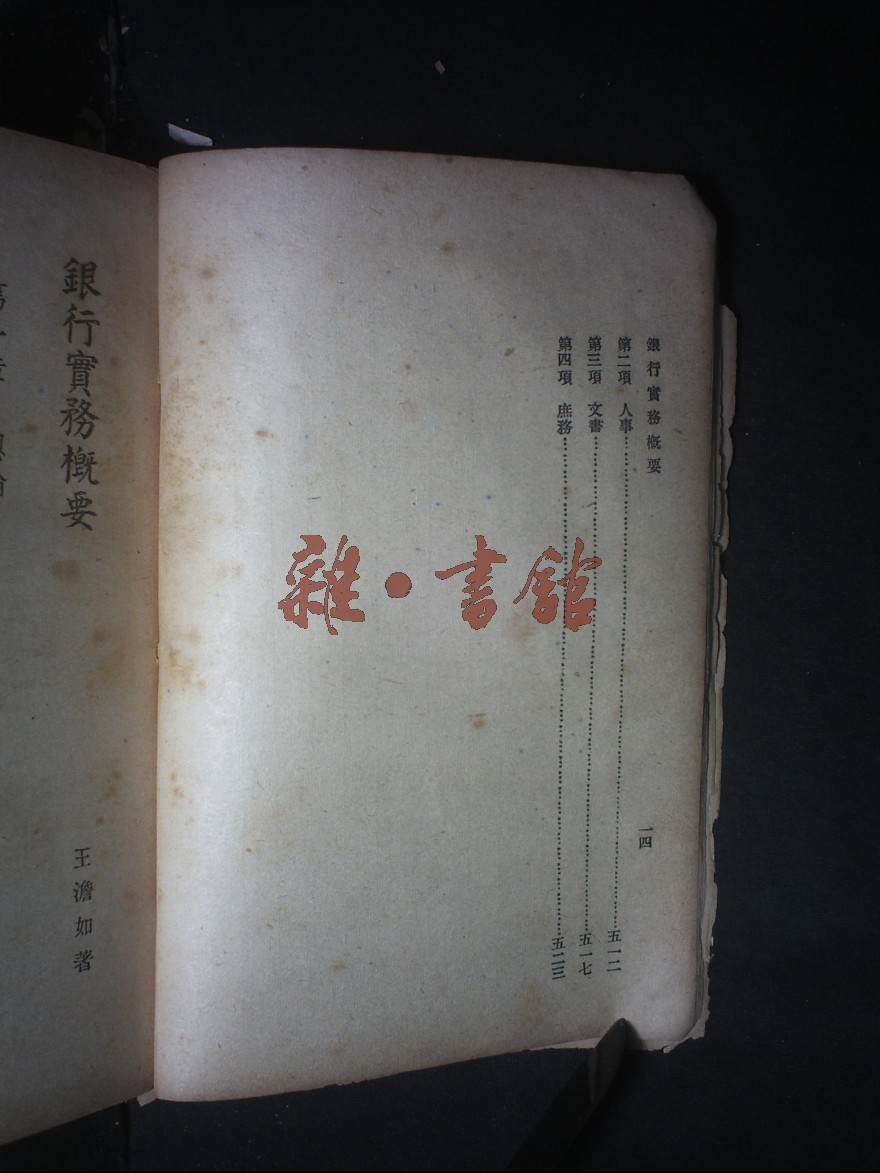 銀行實務概要
一四
第二項 人事……五一二
第三項 文書……五一七
第四項 庶務……五二三
雜·書館
銀行實務概要
王澹如著